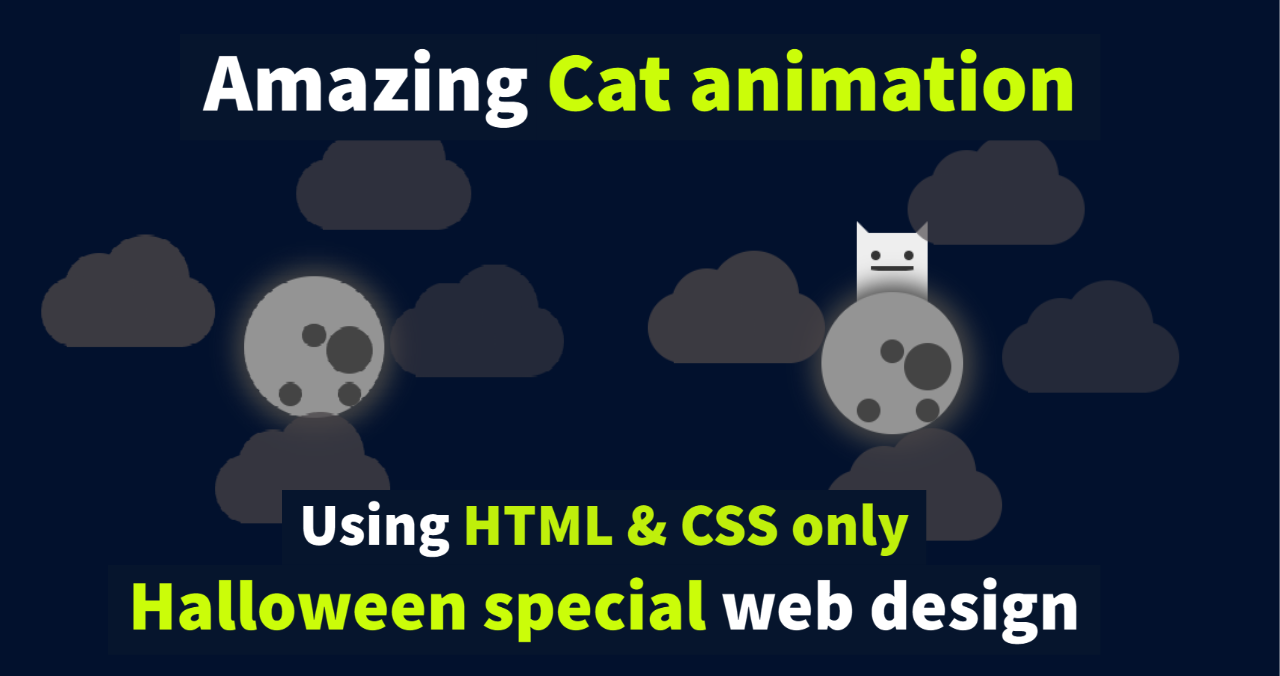 Amazing Cat animation
Using HTML & CSS only
Halloween special web design